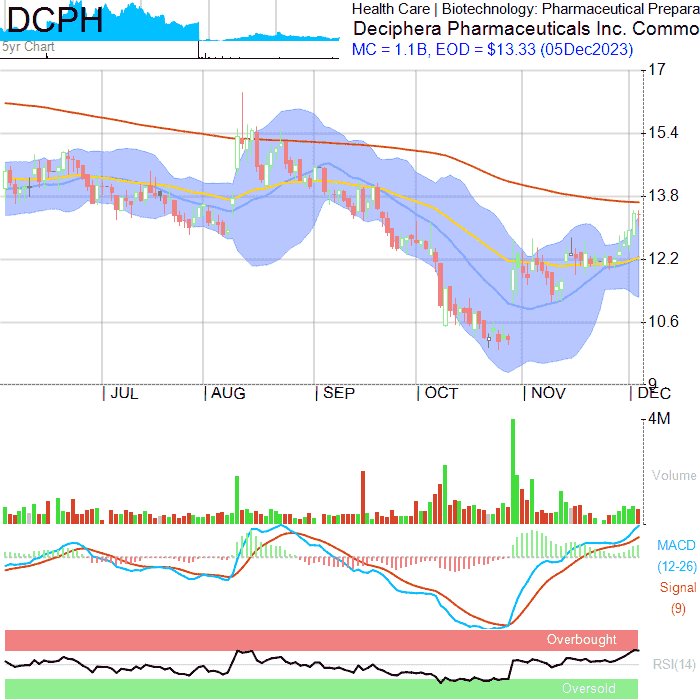 DCPH
5yr Chart
Health Care | Biotechnology: Pharmaceutical Prepara
Deciphera Pharmaceuticals Inc. Commo
MC = 1.1B, EOD = $13.33 (05Dec2023)
17
15.4
13.8
12.2
10.6
9
| JUL | AUG | SEP | OCT | NOV | DEC
4M
Volume
MACD
(12-26)
Signal
(9)
Overbought
RSI(14)
Oversold